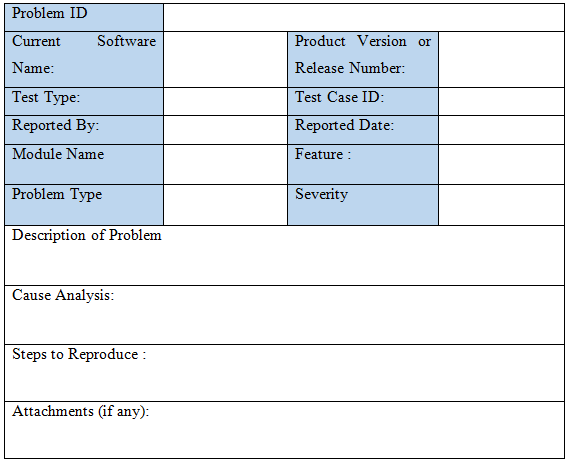 Problem ID
Current Software
Name:
Product Version or
Release Number:
Test Type:
Test Case ID:
Reported By:
Reported Date:
Module Name
Feature :
Problem Type
Severity
Description of Problem
Cause Analysis:
Steps to Reproduce :
Attachments (if any):